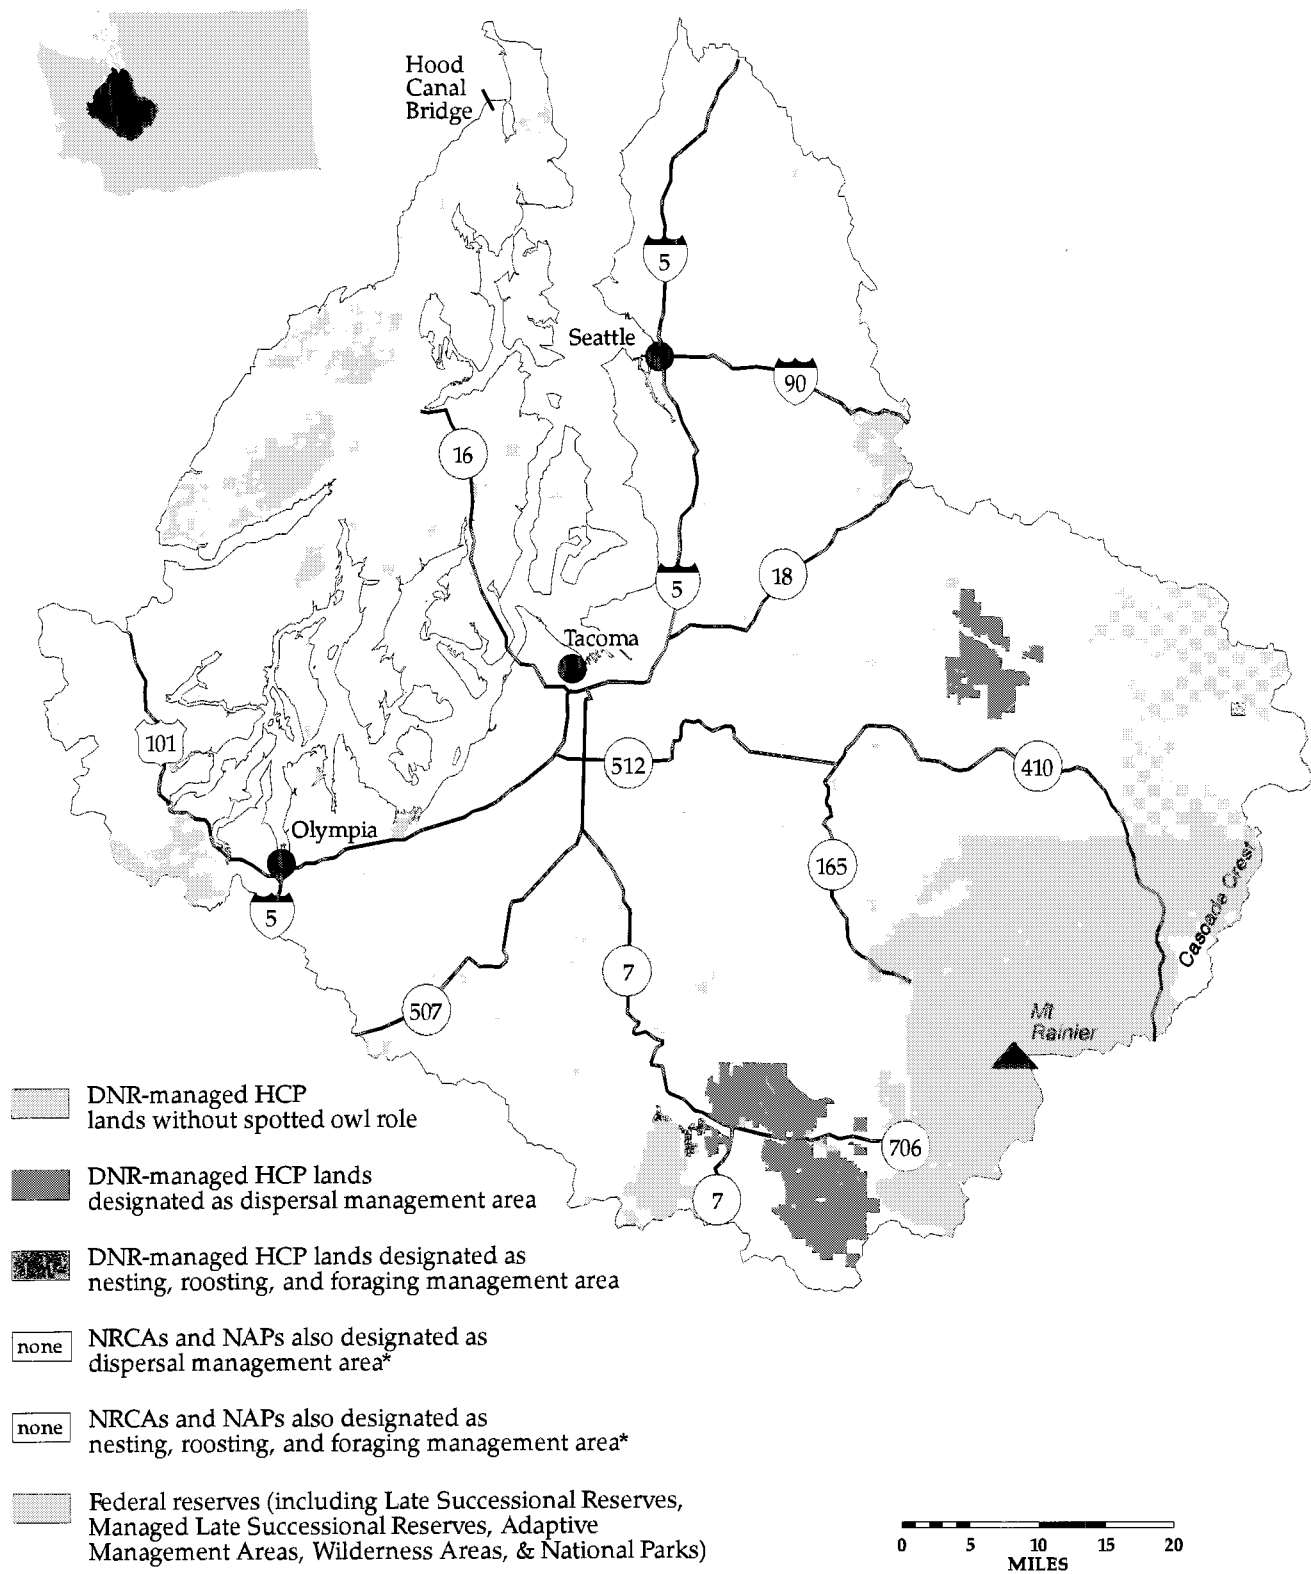 Hood
Canal
Bridge
5
Seattle
90
16
18
5
Tacoma
101
512
410
Olympia
165
5
Cascade Crest
7
507
Mt
Rainier
706
7
DNR-managed HCP
lands without spotted owl role
DNR-managed HCP lands
designated as dispersal management area
DNR-managed HCP lands designated as
nesting, roosting, and foraging management area
none
NRCAs and NAPs also designated as
dispersal management area*
none
NRCAs and NAPs also designated as
nesting, roosting, and foraging management area*
Federal reserves (including Late Successional Reserves,
Managed Late Successional Reserves, Adaptive
Management Areas, Wilderness Areas, & National Parks)
0 5 10 15 20
MILES